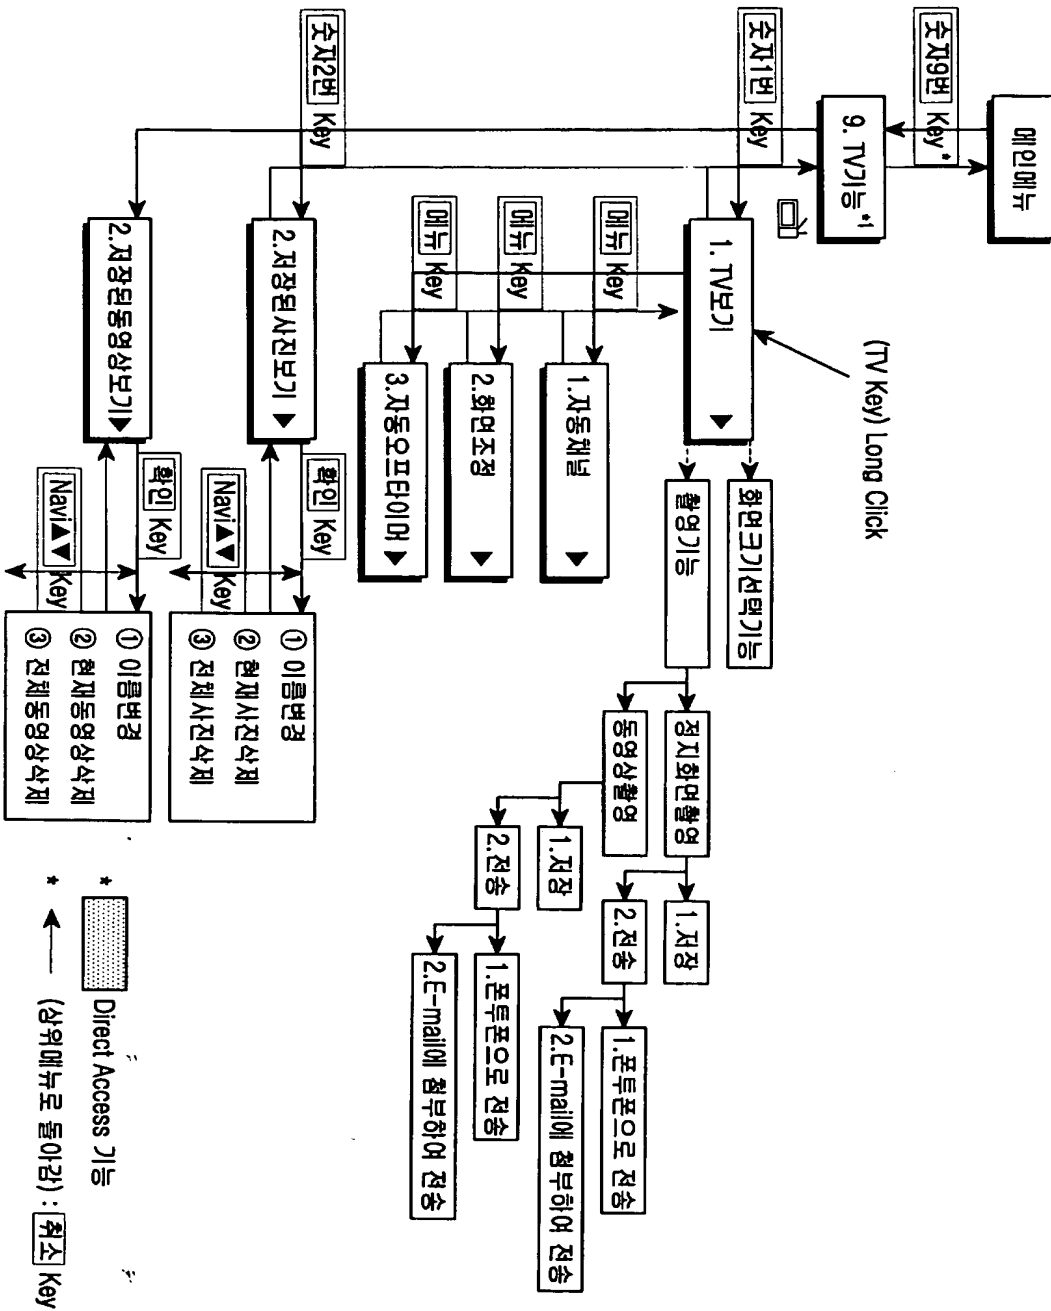 메인메뉴
숫자9번 Key*
9. TV기능*1
숫자1번 Key
숫자2번 Key
(TV Key) Long Click
1. TV보기 ▼
화면크기선택기능
촬영기능
정지화면촬영
1.저장
2.전송
1.폰투폰으로 전송
2.E-mail에 첨부하여 전송
동영상촬영
1.저장
2.전송
1.폰투폰으로 전송
2.E-mail에 첨부하여 전송
메뉴 Key
1.자동채널 ▼
메뉴 Key
2.화면조정 ▼
메뉴 Key
3.자동오프타이머 ▼
2.저장된사진보기 ▼
확인 Key
Navi▲▼ Key
① 이름변경
② 현재사진삭제
③ 전체사진삭제
2.저장된동영상보기▼
확인 Key
Navi▲▼ Key
① 이름변경
② 현재동영상삭제
③ 전체동영상삭제
* Direct Access 기능
* (상위메뉴로 돌아감) : 취소 Key